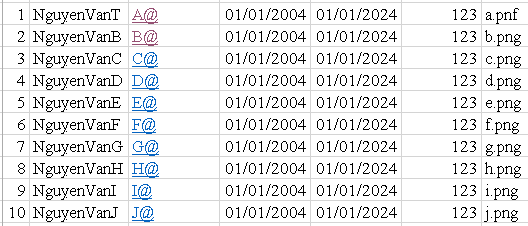 1 NguyenVanT A@ 01/01/2004 01/01/2024 123 a.pnf
2 NguyenVanB B@ 01/01/2004 01/01/2024 123 b.png
3 NguyenVanC C@ 01/01/2004 01/01/2024 123 c.png
4 NguyenVanD D@ 01/01/2004 01/01/2024 123 d.png
5 NguyenVanE E@ 01/01/2004 01/01/2024 123 e.png
6 NguyenVanF F@ 01/01/2004 01/01/2024 123 f.png
7 NguyenVanG G@ 01/01/2004 01/01/2024 123 g.png
8 NguyenVanH H@ 01/01/2004 01/01/2024 123 h.png
9 NguyenVanI I@ 01/01/2004 01/01/2024 123 i.png
10 NguyenVanJ J@ 01/01/2004 01/01/2024 123 j.png